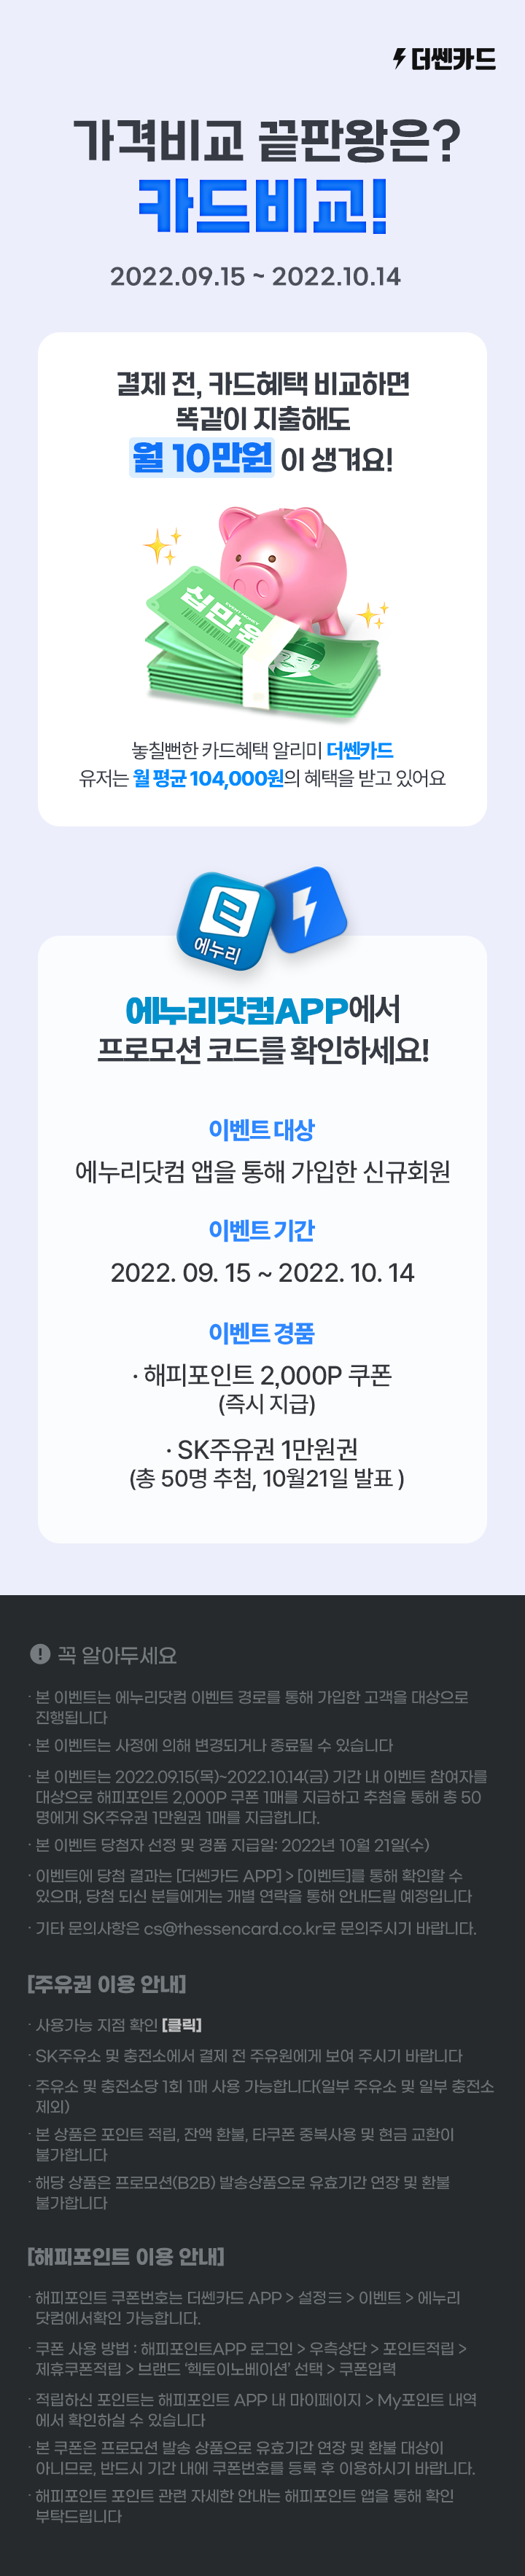 더쎈카드
가격비교 끝판왕은?
카드비교!
2022.09.15 ~ 2022.10.14
결제 전, 카드혜택 비교하면
똑같이 지출해도
월 10만원 이 생겨요!
십만원
놓칠뻔한 카드혜택 알리미 더쎈카드
유저는 월 평균 104,000원의 혜택을 받고 있어요
에누리
에누리닷컴APP에서
프로모션 코드를 확인하세요!
이벤트 대상
에누리닷컴 앱을 통해 가입한 신규회원
이벤트 기간
2022. 09. 15 ~ 2022. 10. 14
이벤트 경품
· 해피포인트 2,000P 쿠폰
(즉시 지급)
· SK주유권 1만원권
(총 50명 추첨, 10월21일 발표 )
꼭 알아두세요
· 본 이벤트는 에누리닷컴 이벤트 경로를 통해 가입한 고객을 대상으로
진행됩니다
· 본 이벤트는 사정에 의해 변경되거나 종료될 수 있습니다
· 본 이벤트는 2022.09.15(목)~2022.10.14(금) 기간 내 이벤트 참여자를
대상으로 해피포인트 2,000P 쿠폰 1매를 지급하고 추첨을 통해 총 50
명에게 SK주유권 1만원권 1매를 지급합니다.
· 본 이벤트 당첨자 선정 및 경품 지급일: 2022년 10월 21일(수)
· 이벤트에 당첨 결과는 [더쎈카드 APP] > [이벤트]를 통해 확인할 수
있으며, 당첨 되신 분들에게는 개별 연락을 통해 안내드릴 예정입니다
· 기타 문의사항은 cs@thessencard.co.kr로 문의주시기 바랍니다.
[주유권 이용 안내]
· 사용가능 지점 확인 [클릭]
· SK주유소 및 충전소에서 결제 전 주유원에게 보여 주시기 바랍니다
· 주유소 및 충전소당 1회 1매 사용 가능합니다(일부 주유소 및 일부 충전소
제외)
· 본 상품은 포인트 적립, 잔액 환불, 타쿠폰 중복사용 및 현금 교환이
불가합니다
· 해당 상품은 프로모션(B2B) 발송상품으로 유효기간 연장 및 환불
불가합니다
[해피포인트 이용 안내]
· 해피포인트 쿠폰번호는 더쎈카드 APP > 설정☰ > 이벤트 > 에누리
닷컴에서확인 가능합니다.
· 쿠폰 사용 방법 : 해피포인트APP 로그인 > 우측상단 > 포인트적립 >
제휴쿠폰적립 > 브랜드 ‘헥토이노베이션’ 선택 > 쿠폰입력
· 적립하신 포인트는 해피포인트 APP 내 마이페이지 > My포인트 내역
에서 확인하실 수 있습니다
· 본 쿠폰은 프로모션 발송 상품으로 유효기간 연장 및 환불 대상이
아니므로, 반드시 기간 내에 쿠폰번호를 등록 후 이용하시기 바랍니다.
· 해피포인트 포인트 관련 자세한 안내는 해피포인트 앱을 통해 확인
부탁드립니다